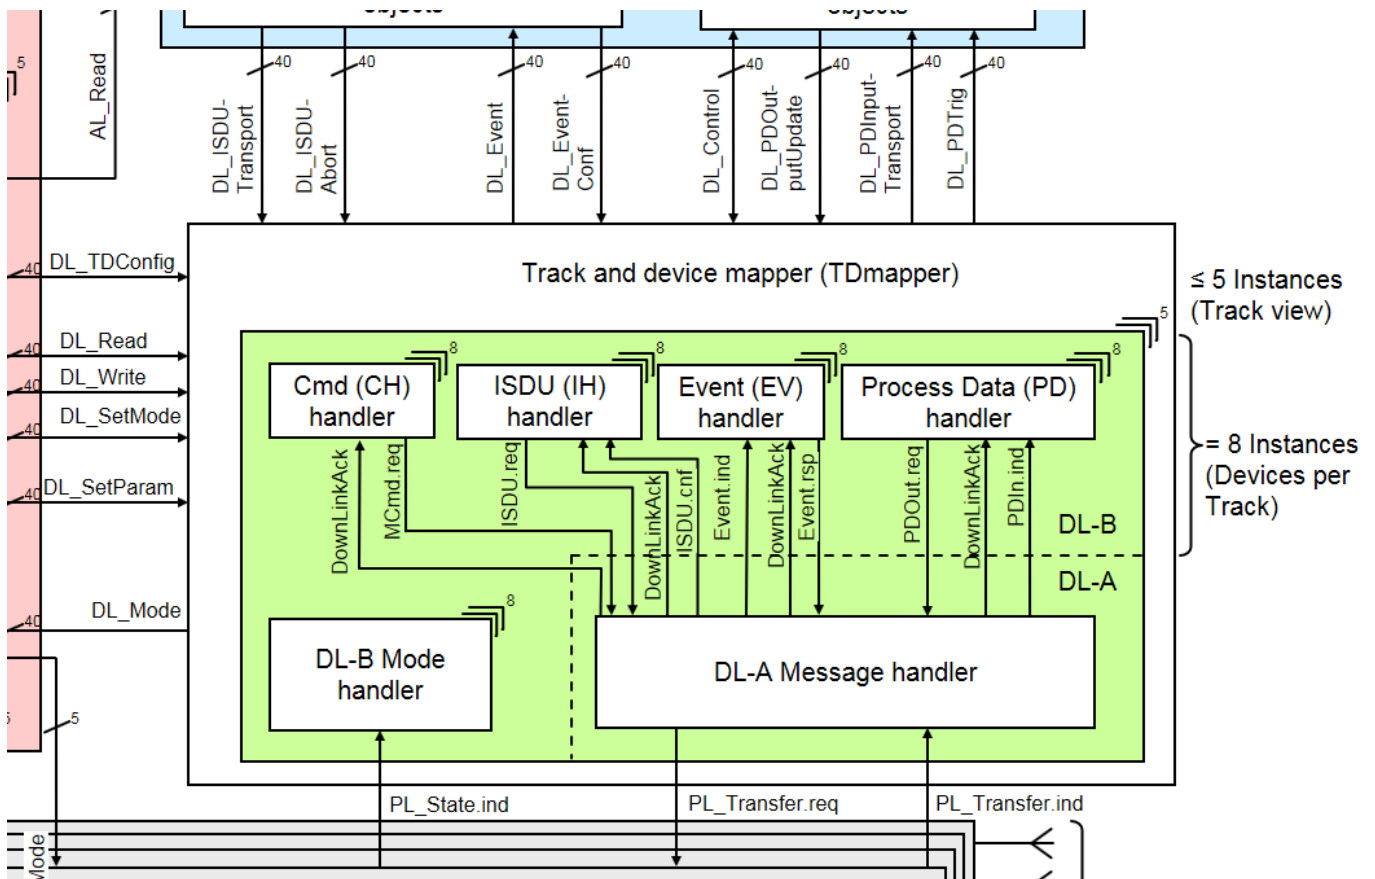 objects
objects
5
AL_Read
40
40
40
40
40
40
40
40
DL_ISDU-
Transport
DL_ISDU-
Abort
DL_Event
DL_Event-
Conf
DL_Control
DL_PDOut-
putUpdate
DL_PDInput-
Transport
DL_PDTrig
40
DL_TDConfig
Track and device mapper (TDmapper)
≤ 5 Instances
(Track view)
5
40
DL_Read
40
DL_Write
40
DL_SetMode
40
DL_SetParam
8
Cmd (CH)
handler
8
ISDU (IH)
handler
8
Event (EV)
handler
8
Process Data (PD)
handler
= 8 Instances
(Devices per
Track)
DownLinkAck
MCmd.req
ISDU.req
DownLinkAck
ISDU.cnf
Event.ind
DownLinkAck
Event.rsp
PDOut.req
DownLinkAck
PDIn.ind
DL-B
DL-A
40
DL_Mode
8
DL-B Mode
handler
DL-A Message handler
5
5
PL_State.ind
PL_Transfer.req
PL_Transfer.ind
Mode